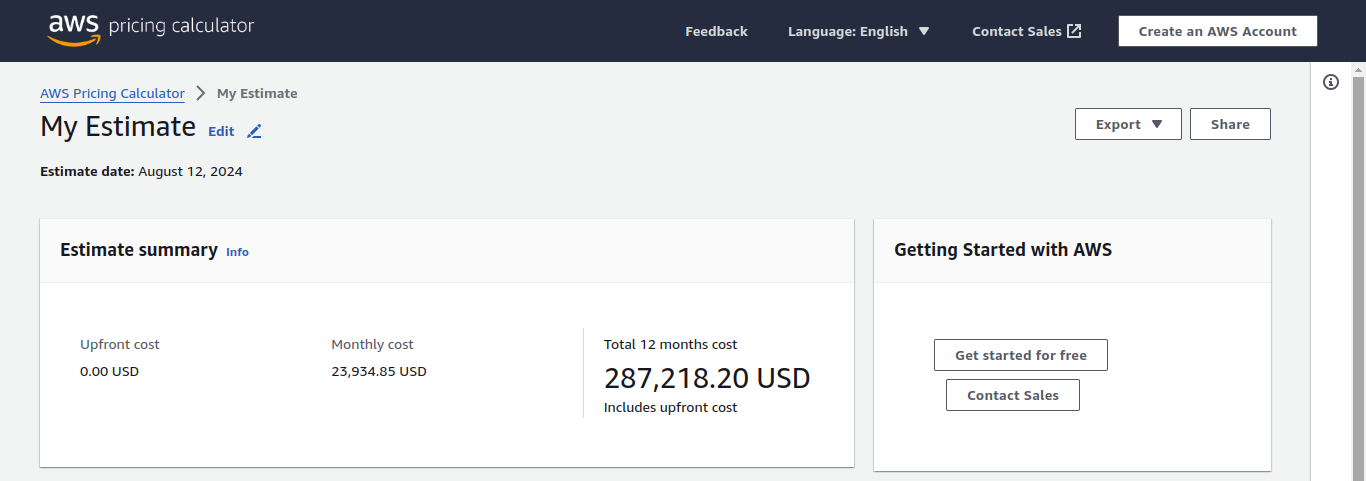 aws pricing calculator
Feedback
Language: English
Contact Sales
Create an AWS Account
AWS Pricing Calculator
My Estimate
My Estimate
Edit
Export
Share
Estimate date: August 12, 2024
Estimate summary
Info
Upfront cost
0.00 USD
Monthly cost
23,934.85 USD
Total 12 months cost
287,218.20 USD
Includes upfront cost
Getting Started with AWS
Get started for free
Contact Sales